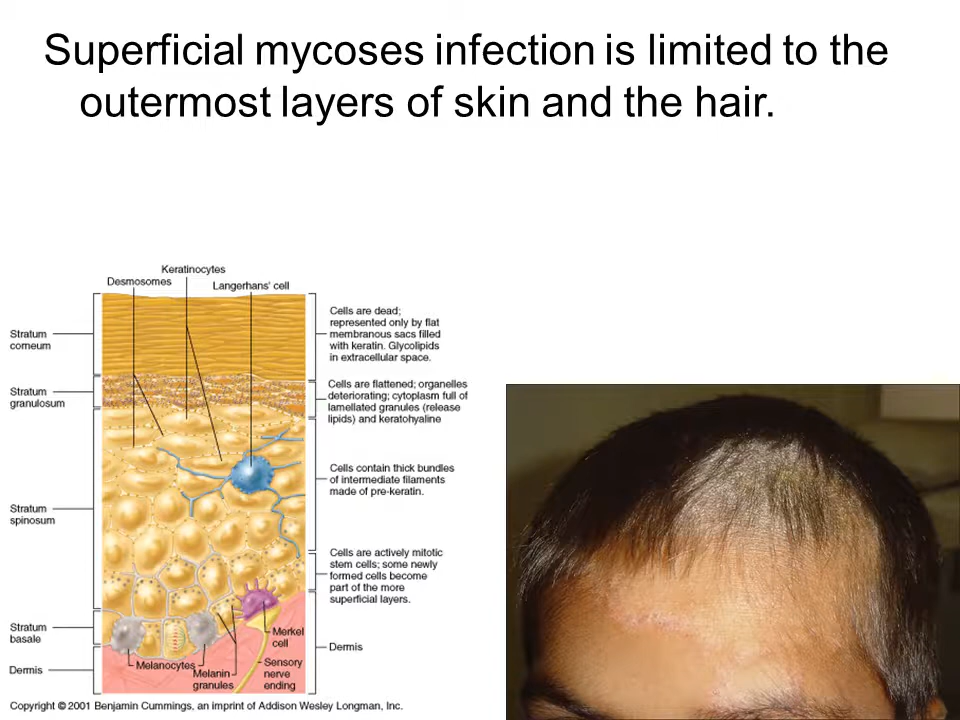 Superficial mycoses infection is limited to the
outermost layers of skin and the hair.
Keratinocytes
Desmosomes
Langerhans' cell
Stratum
corneum
Cells are dead;
represented only by flat
membranous sacs filled
with keratin. Glycolipids
in extracellular space.
Stratum
granulosum
Cells are flattened; organelles
deteriorating; cytoplasm full of
lamellated granules (release
lipids) and keratohyaline
Cells contain thick bundles
of intermediate filaments
made of pre-keratin.
Stratum
spinosum
Cells are actively mitotic
stem cells; some newly
formed cells become
part of the more
superficial layers.
Stratum
basale
Merkel
cell
Dermis
Dermis
Melanocytes
Melanin
granules
Sensory
nerve
ending
Copyright © 2001 Benjamin Cummings, an imprint of Addison Wesley Longman, Inc.